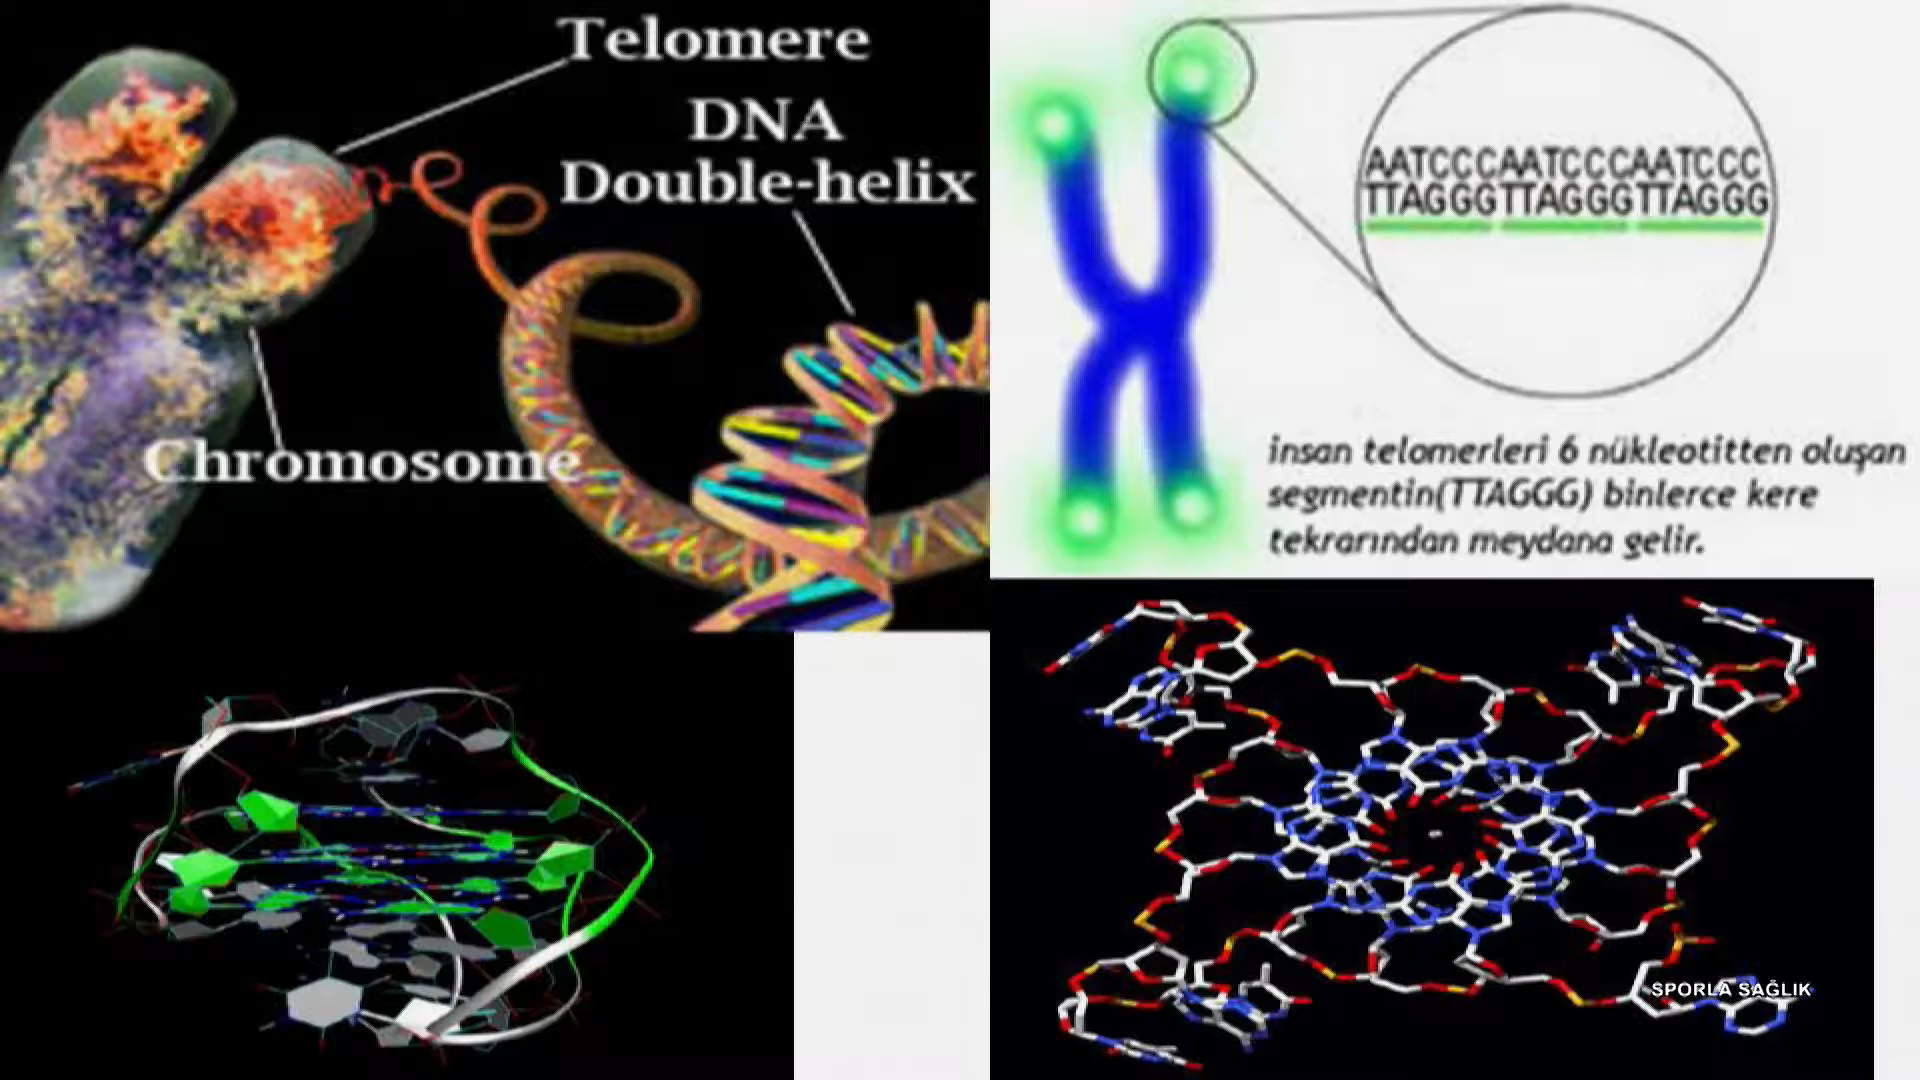 Telomere
DNA
Double-helix
Chromosome
AATCCCAATCCCAATCCC
TTAGGGTTAGGGTTAGGG
insan telomerleri 6 nükleotitten oluşan
segmentin(TTAGGG) binlerce kere
tekrarından meydana gelir.
SPORLA SAĞLIK